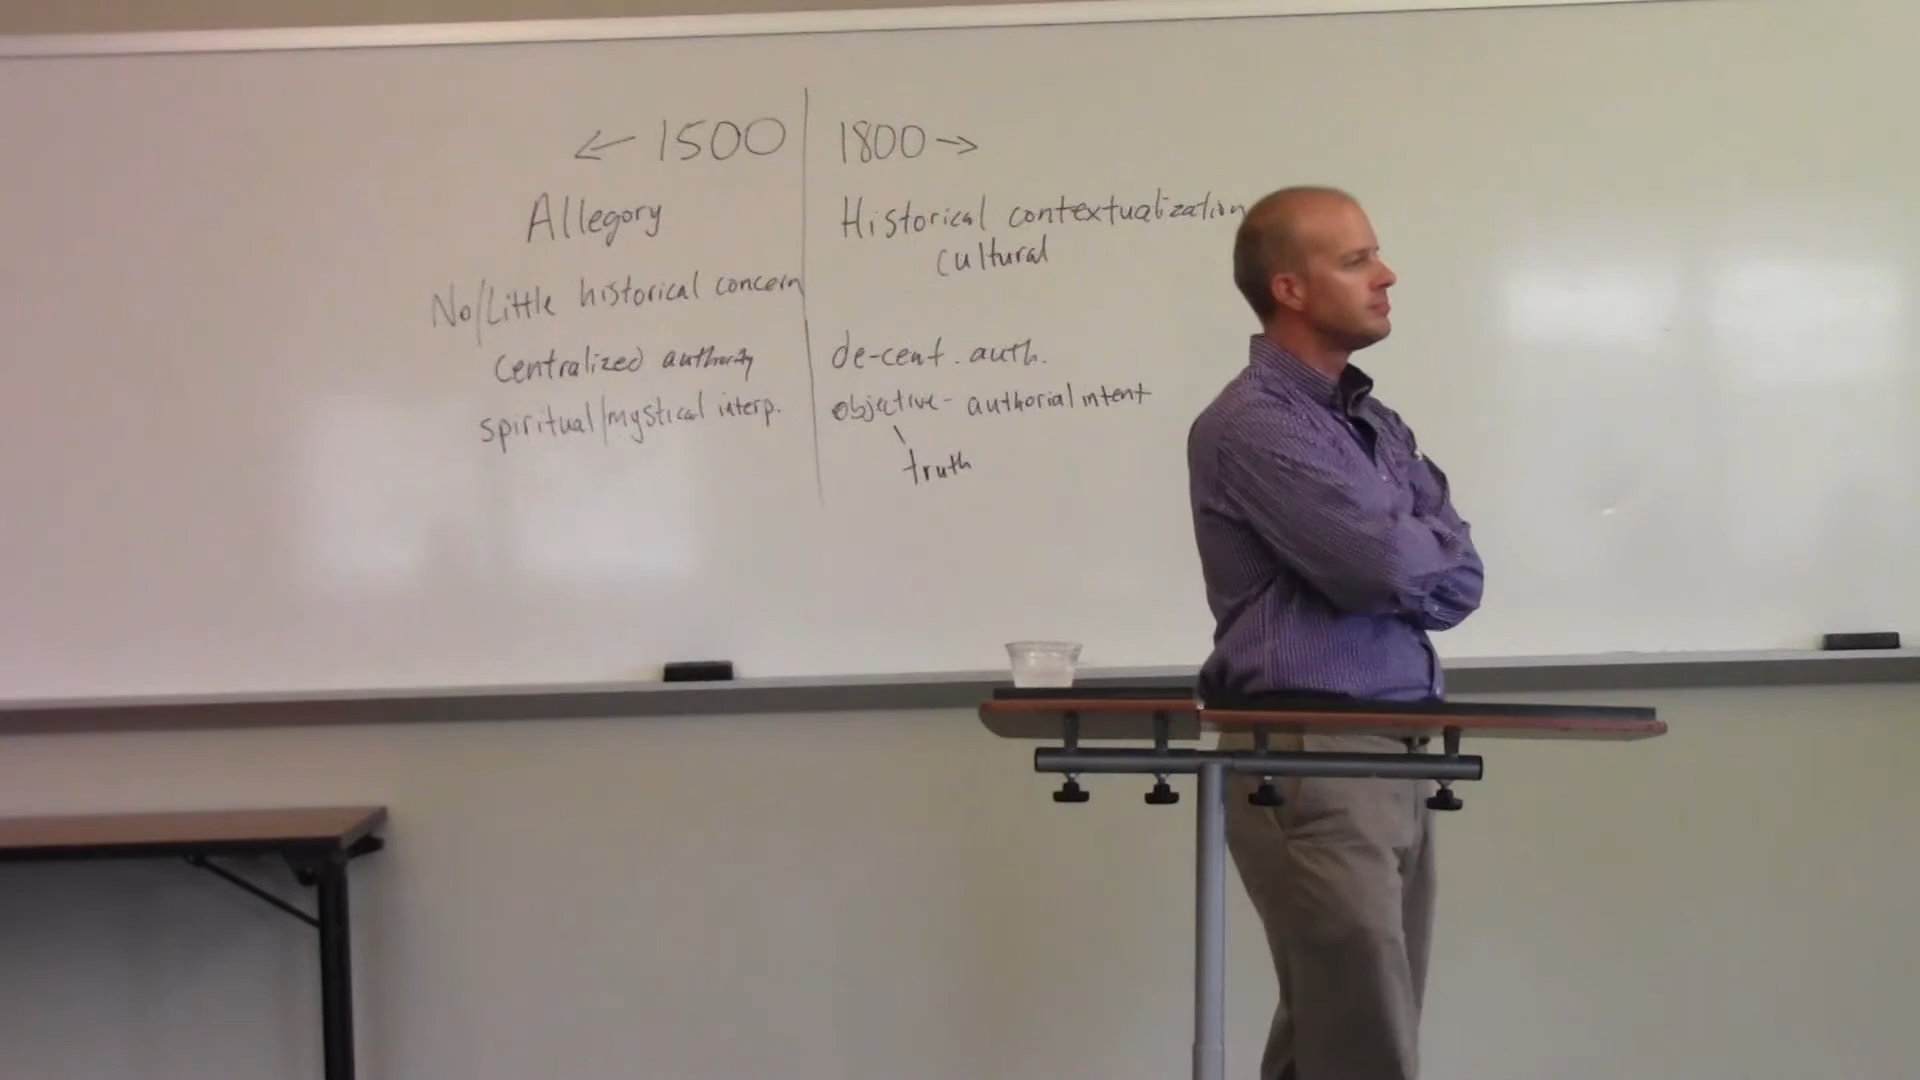 ← 1500
Allegory
No/Little historical concern
centralized authority
spiritual/mystical interp.
1800 →
Historical contextualization
cultural
de-cent. auth.
objective - authorial intent
truth